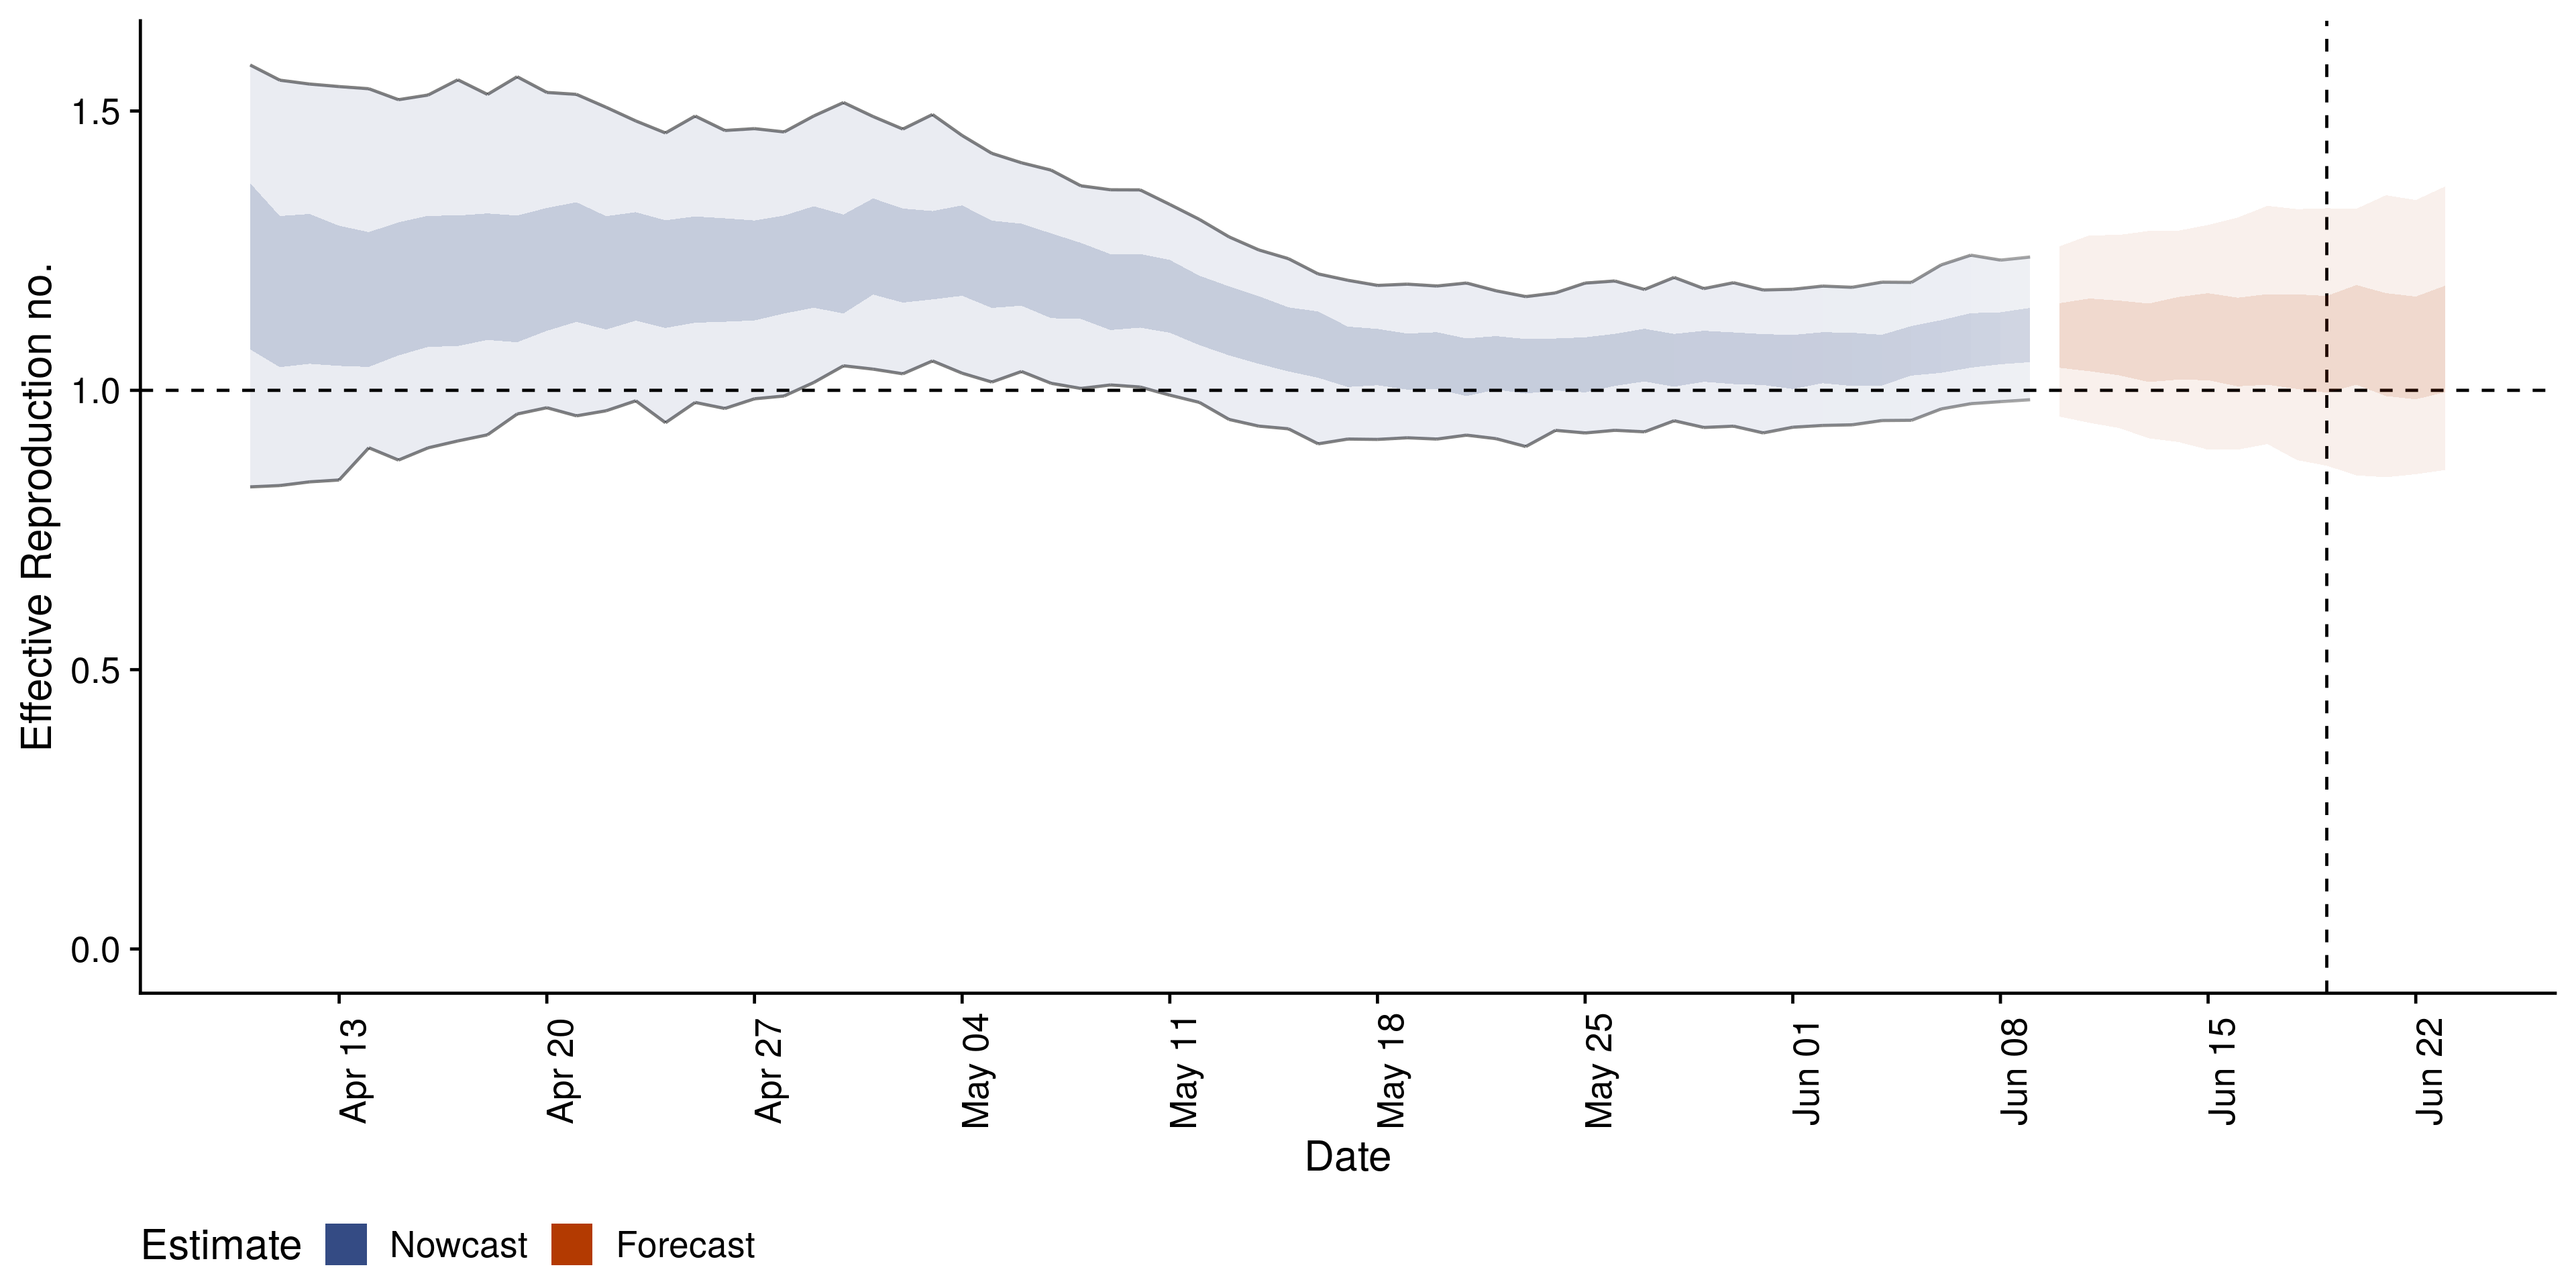 Effective Reproduction no.
1.5
1.0
0.5
0.0
Apr 13
Apr 20
Apr 27
May 04
May 11
May 18
May 25
Jun 01
Jun 08
Jun 15
Jun 22
Date
Estimate Nowcast Forecast